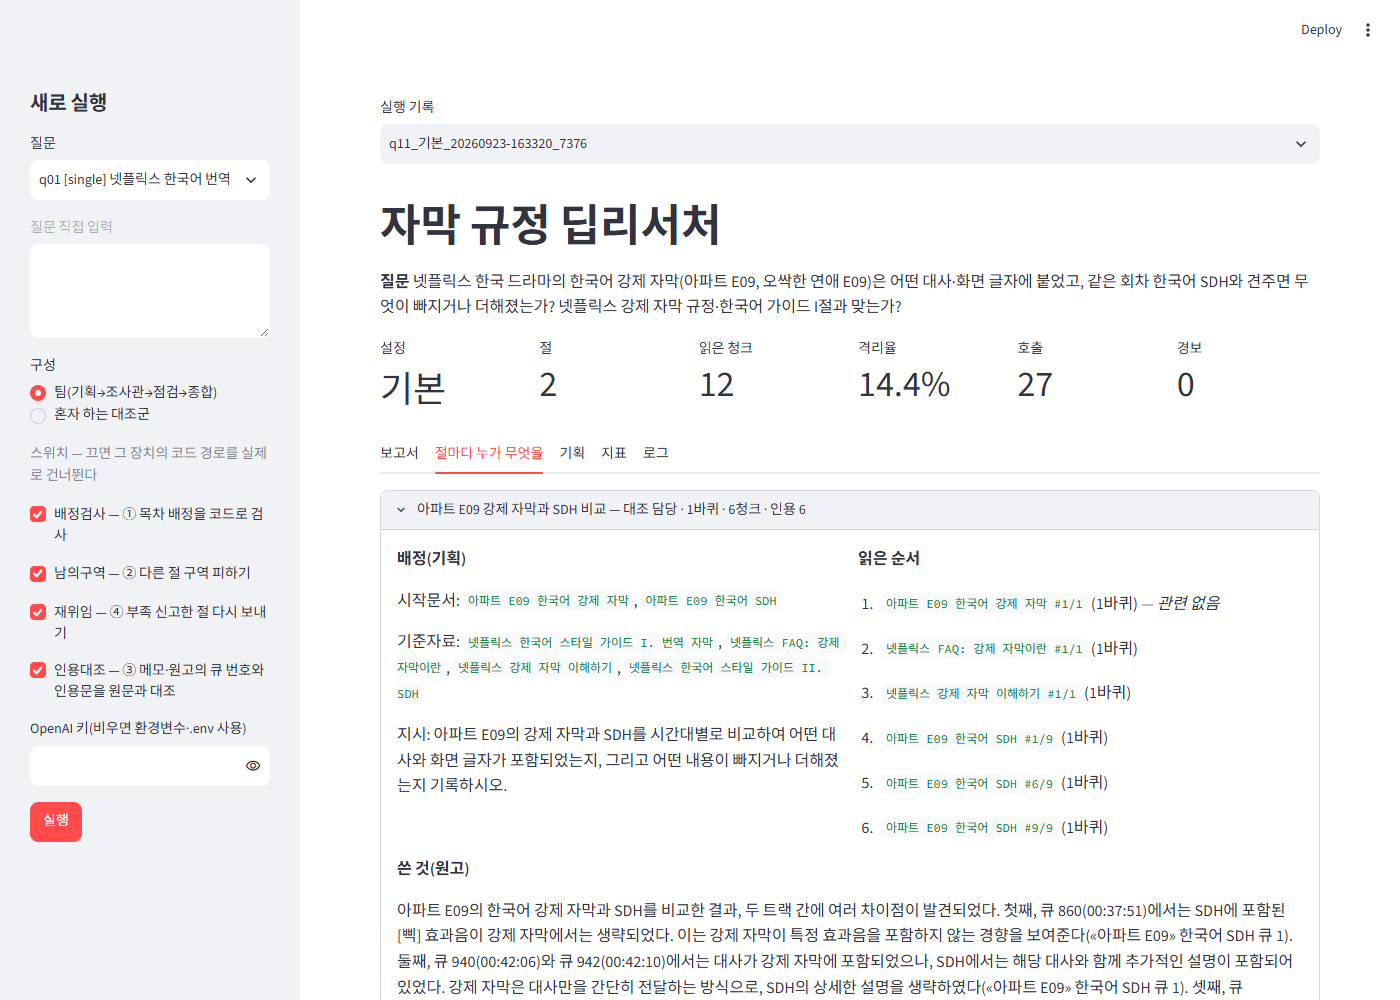 Deploy
새로 실행
질문
q01 [single] 넷플릭스 한국어 번역
질문 직접 입력
구성
팀(기획→조사관→점검→종합)
혼자 하는 대조군
스위치 — 끄면 그 장치의 코드 경로를 실제
로 건너뛴다
배정검사 — ① 목차 배정을 코드로 검
사
남의구역 — ② 다른 절 구역 피하기
재위임 — ④ 부족 신고한 절 다시 보내
기
인용대조 — ③ 메모·원고의 큐 번호와
인용문을 원문과 대조
OpenAI 키(비우면 환경변수·.env 사용)
실행
실행 기록
q11_기본_20260923-163320_7376
자막 규정 딥리서처
질문 넷플릭스 한국 드라마의 한국어 강제 자막(아파트 E09, 오싹한 연애 E09)은 어떤 대사·화면 글자에 붙었고, 같은 회차 한국어 SDH와 견주면 무
엇이 빠지거나 더해졌는가? 넷플릭스 강제 자막 규정·한국어 가이드 I절과 맞는가?
설정 절 읽은 청크 격리율 호출 경보
기본 2 12 14.4% 27 0
보고서 절마다 누가 무엇을 기획 지표 로그
아파트 E09 강제 자막과 SDH 비교 — 대조 담당 · 1바퀴 · 6청크 · 인용 6
배정(기획)
시작문서: 아파트 E09 한국어 강제 자막 , 아파트 E09 한국어 SDH
기준자료: 넷플릭스 한국어 스타일 가이드 I. 번역 자막 , 넷플릭스 FAQ: 강제
자막이란 , 넷플릭스 강제 자막 이해하기 , 넷플릭스 한국어 스타일 가이드 II.
SDH
지시: 아파트 E09의 강제 자막과 SDH를 시간대별로 비교하여 어떤 대
사와 화면 글자가 포함되었는지, 그리고 어떤 내용이 빠지거나 더해졌
는지 기록하시오.
읽은 순서
1. 아파트 E09 한국어 강제 자막 #1/1 (1바퀴) — 관련 없음
2. 넷플릭스 FAQ: 강제 자막이란 #1/1 (1바퀴)
3. 넷플릭스 강제 자막 이해하기 #1/1 (1바퀴)
4. 아파트 E09 한국어 SDH #1/9 (1바퀴)
5. 아파트 E09 한국어 SDH #6/9 (1바퀴)
6. 아파트 E09 한국어 SDH #9/9 (1바퀴)
쓴 것(원고)
아파트 E09의 한국어 강제 자막과 SDH를 비교한 결과, 두 트랙 간에 여러 차이점이 발견되었다. 첫째, 큐 860(00:37:51)에서는 SDH에 포함된
[삑] 효과음이 강제 자막에서는 생략되었다. 이는 강제 자막이 특정 효과음을 포함하지 않는 경향을 보여준다(«아파트 E09» 한국어 SDH 큐 1).
둘째, 큐 940(00:42:06)와 큐 942(00:42:10)에서는 대사가 강제 자막에 포함되었으나, SDH에서는 해당 대사와 함께 추가적인 설명이 포함되어
있었다. 강제 자막은 대사만을 간단히 전달하는 방식으로, SDH의 상세한 설명을 생략하였다(«아파트 E09» 한국어 SDH 큐 1). 셋째, 큐